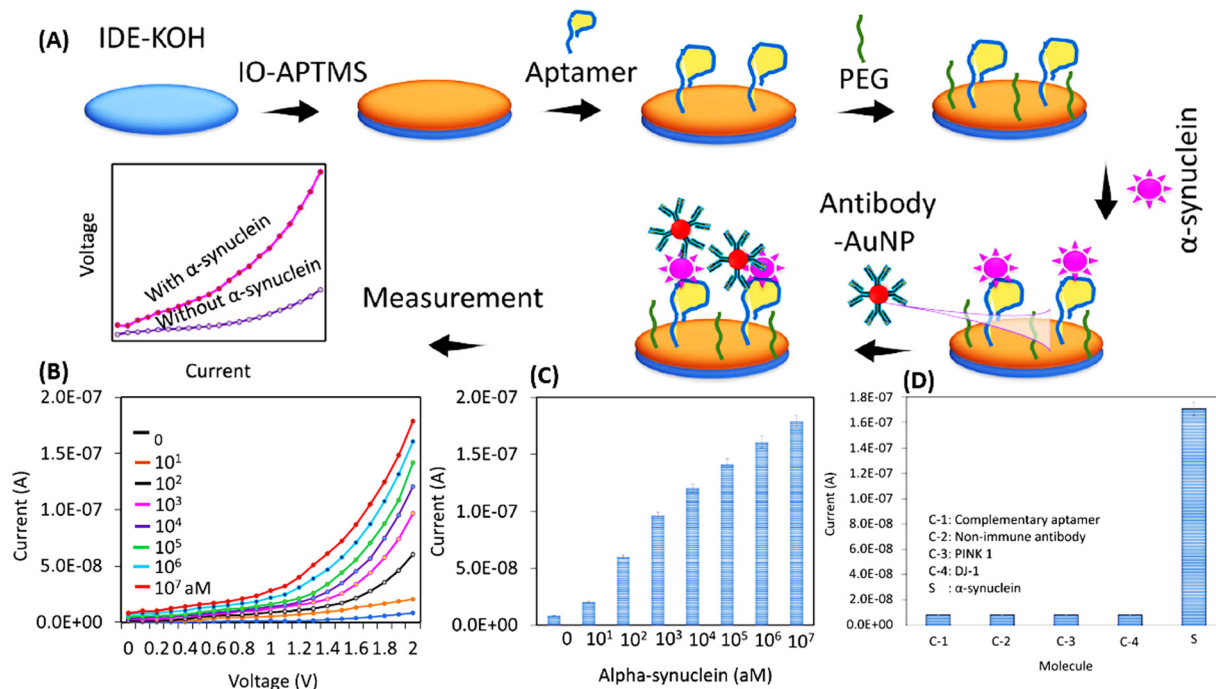 (A)
IDE-KOH
IO-APTMS
Aptamer
PEG
α-synuclein
Antibody
-AuNP
Measurement
Voltage
With α-synuclein
Without α-synuclein
Current
(B)
2.0E-07
1.5E-07
1.0E-07
5.0E-08
0.0E+00
Current (A)
0
10¹
10²
10³
10⁴
10⁵
10⁶
10⁷ aM
0 0.2 0.4 0.6 0.8 1 1.2 1.4 1.6 1.8 2
Voltage (V)
(C)
2.0E-07
1.5E-07
1.0E-07
5.0E-08
0.0E+00
Current (A)
0 10¹ 10² 10³ 10⁴ 10⁵ 10⁶ 10⁷
Alpha-synuclein (aM)
(D)
1.8E-07
1.6E-07
1.4E-07
1.2E-07
1.0E-07
8.0E-08
6.0E-08
4.0E-08
2.0E-08
0.0E+00
Current (A)
C-1: Complementary aptamer
C-2: Non-immune antibody
C-3: PINK 1
C-4: DJ-1
S : α-synuclein
C-1 C-2 C-3 C-4 S
Molecule